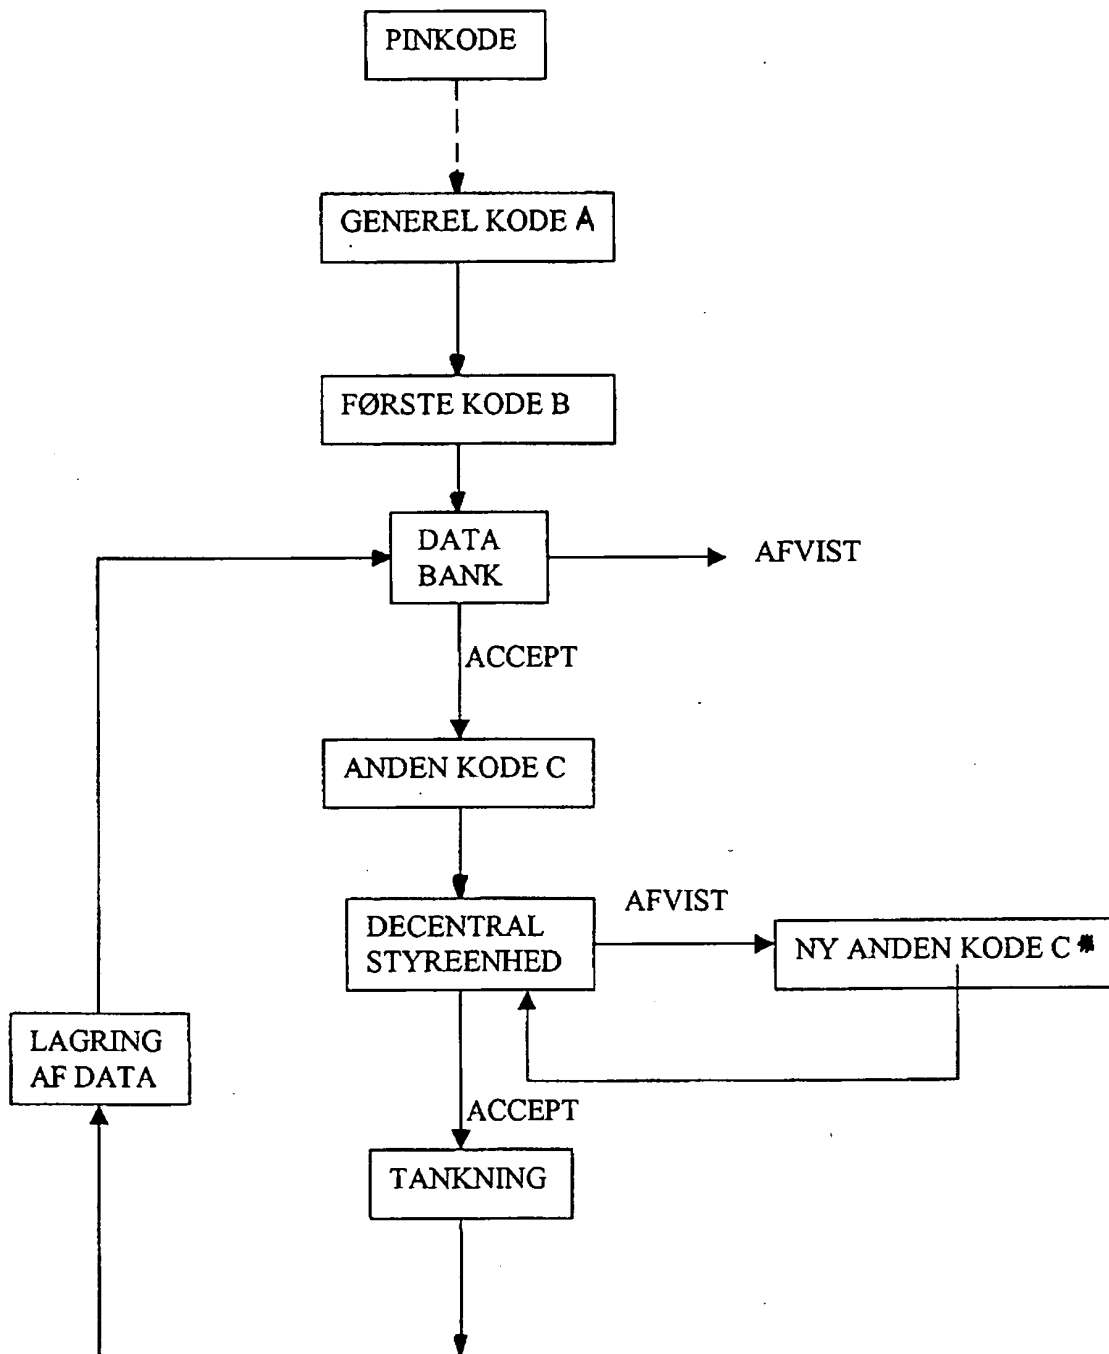 PINKODE
GENEREL KODE A
FØRSTE KODE B
DATA
BANK
AFVIST
ACCEPT
ANDEN KODE C
DECENTRAL
STYREENHED
AFVIST
NY ANDEN KODE C*
LAGRING
AF DATA
ACCEPT
TANKNING